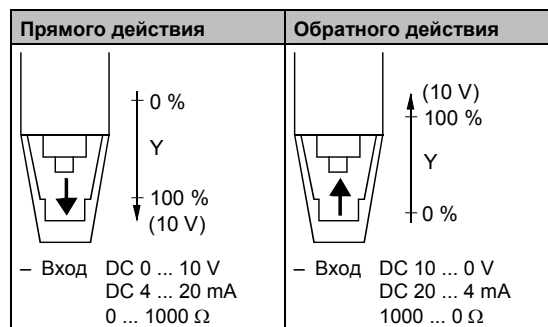 Прямого действия
0 %
Y
100 %
(10 V)
– Вход DC 0 ... 10 V
DC 4 ... 20 mA
0 ... 1000 Ω
Обратного действия
(10 V)
100 %
Y
0 %
– Вход DC 10 ... 0 V
DC 20 ... 4 mA
1000 ... 0 Ω